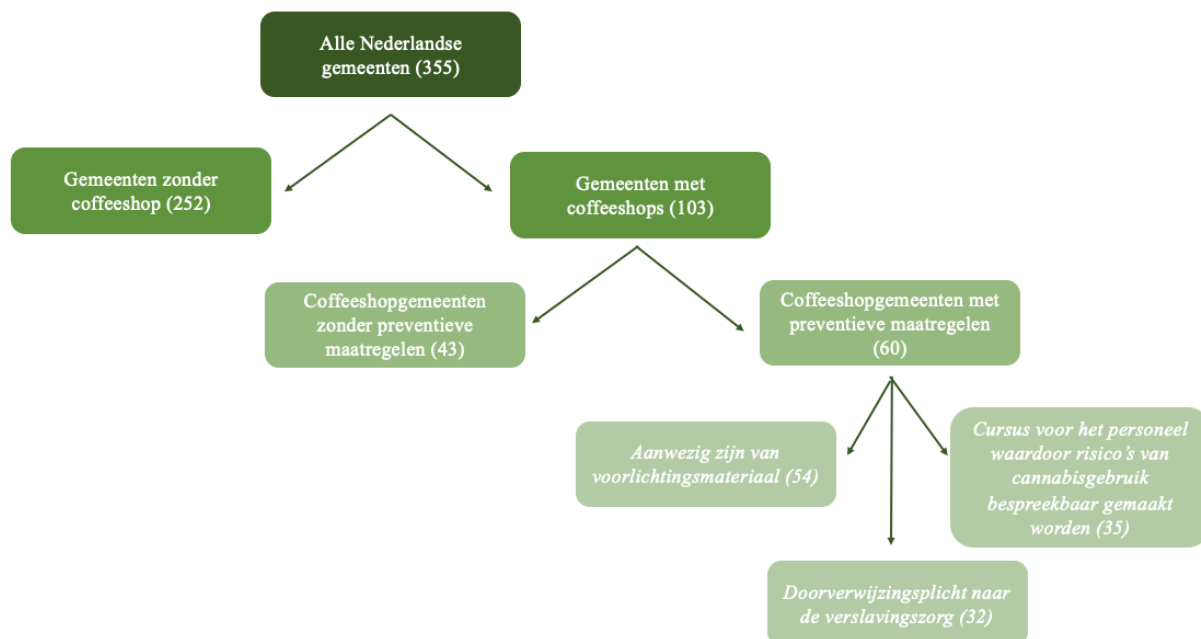 Alle Nederlandse
gemeenten (355)
Gemeenten zonder
coffeeshop (252)
Gemeenten met
coffeeshops (103)
Coffeeshopgemeenten
zonder preventieve
maatregelen (43)
Coffeeshopgemeenten met
preventieve maatregelen
(60)
Aanwezig zijn van
voorlichtingsmateriaal (54)
Cursus voor het personeel
waardoor risico’s van
cannabisgebruik
bespreekbaar gemaakt
worden (35)
Doorverwijzingsplicht naar
de verslavingszorg (32)